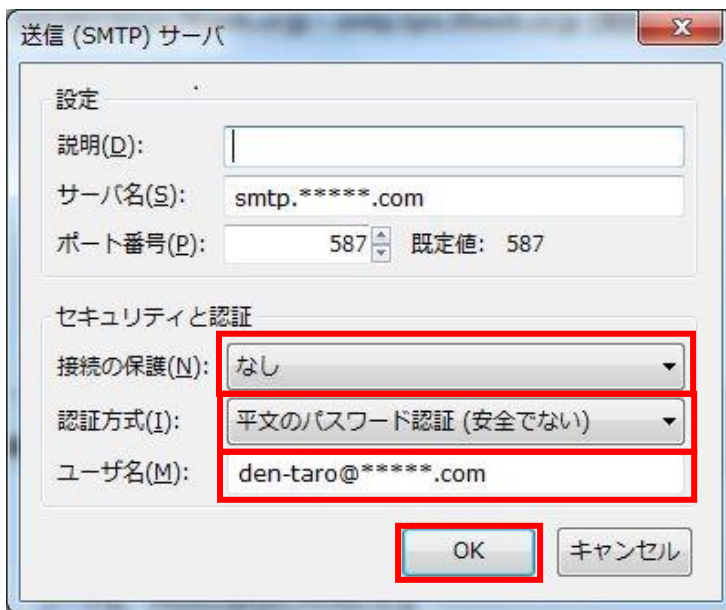 送信 (SMTP) サーバ
設定
説明(D):
サーバ名(S): smtp.*****.com
ポート番号(P): 587 既定値: 587
セキュリティと認証
接続の保護(N): なし
認証方式(I): 平文のパスワード認証 (安全でない)
ユーザ名(M): den-taro@*****.com
OK キャンセル